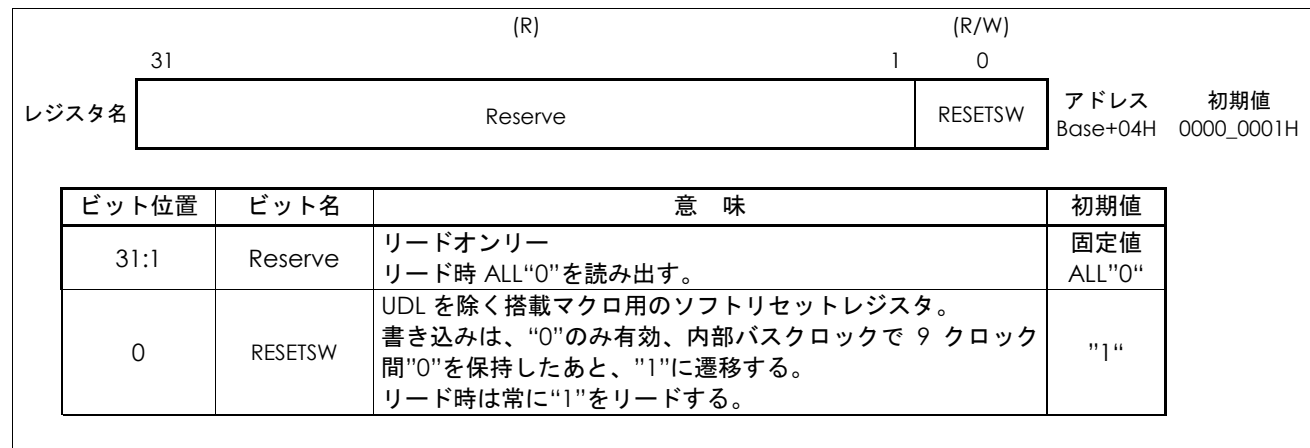 (R) (R/W)
31 1 0
レジスタ名 Reserve RESETSW アドレス 初期値
Base+04H 0000_0001H
ビット位置 ビット名 意 味 初期値
31:1 Reserve リードオンリー 固定値
リード時 ALL“0”を読み出す。 ALL”0“
0 RESETSW UDL を除く搭載マクロ用のソフトリセットレジスタ。
書き込みは、“0”のみ有効、内部バスクロックで 9 クロック
間”0”を保持したあと、”1”に遷移する。 ”1“
リード時は常に“1”をリードする。